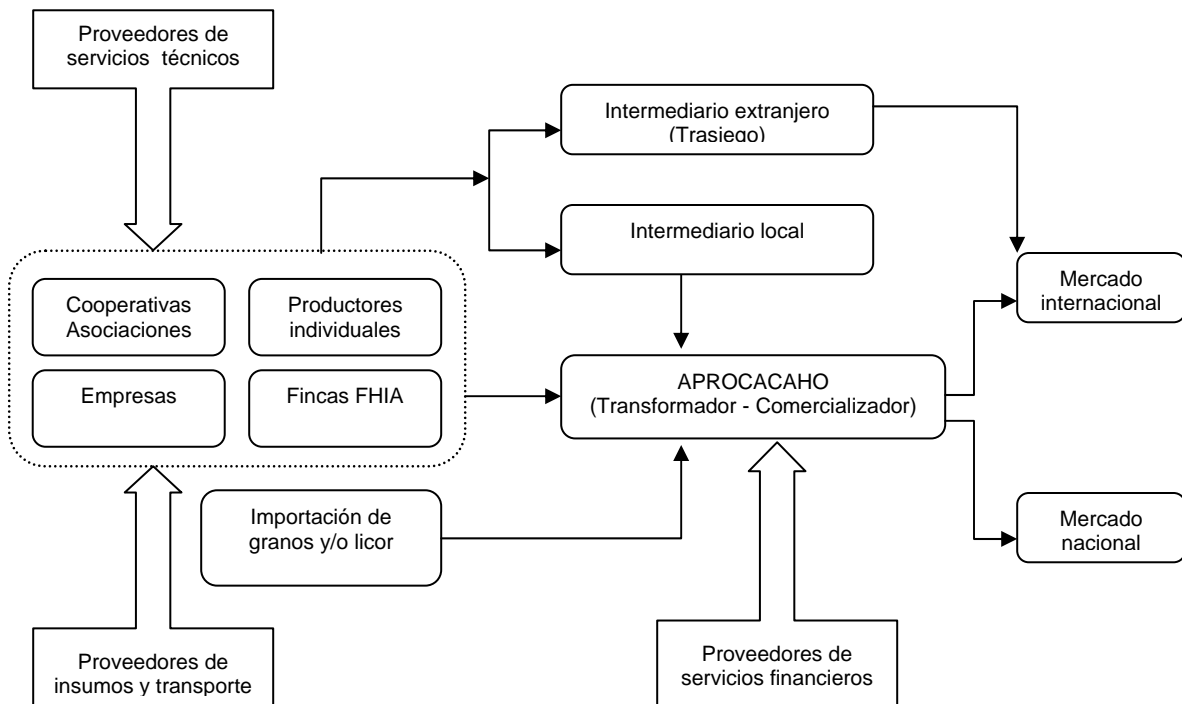 Proveedores de
servicios técnicos
Intermediario extranjero
(Trasiego)
Intermediario local
Cooperativas
Asociaciones
Productores
individuales
Mercado
internacional
Empresas
Fincas FHIA
APROCACAHO
(Transformador - Comercializador)
Importación de
granos y/o licor
Mercado
nacional
Proveedores de
insumos y transporte
Proveedores de
servicios financieros